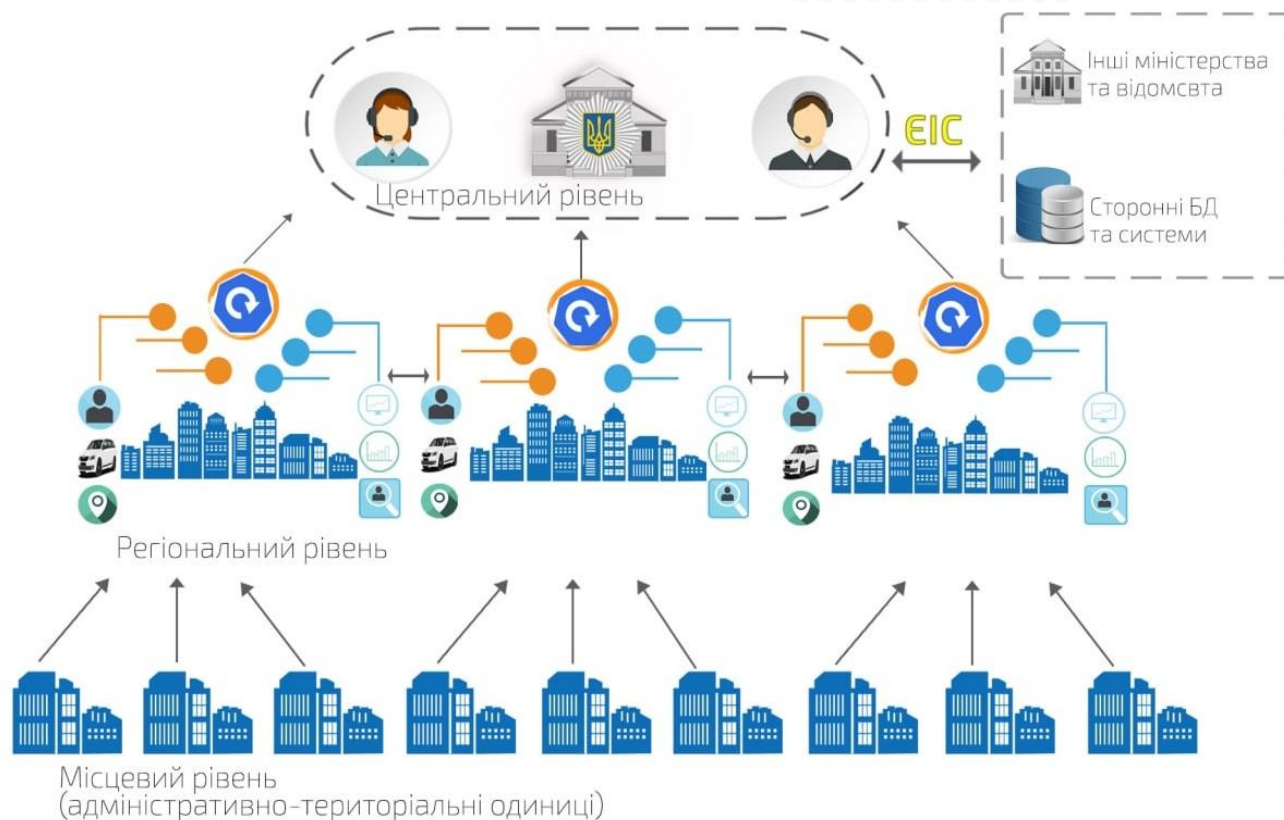 Інші міністерства
та відомсвта
ЄІС
Центральний рівень
Сторонні БД
та системи
Регіональний рівень
Місцевий рівень
(адміністративно-територіальні одиниці)